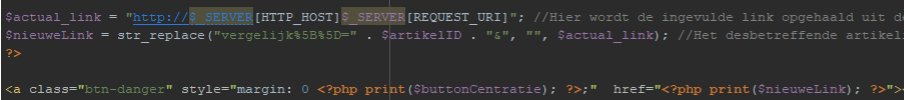 $actual_link = "http://$_SERVER[HTTP_HOST]$_SERVER[REQUEST_URI]"; //Hier wordt de ingevulde link opgehaald uit
$nieuweLink = str_replace("vergelijk%5B%5D=" . $artikelID . "&", "", $actual_link); //Het desbetreffende
?>
<a class="btn-danger" style="margin: 0 <?php print($buttonCentratie); ?>;" href="<?php print($nieuweLink); ?>">